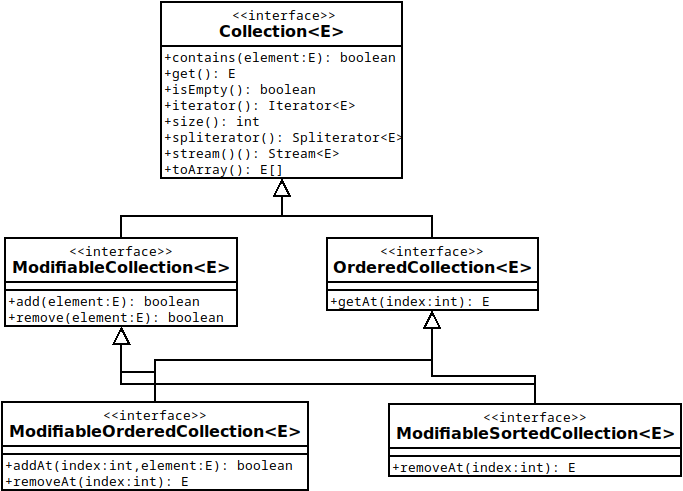 <<interface>>
Collection<E>
+contains(element:E): boolean
+get(): E
+isEmpty(): boolean
+iterator(): Iterator<E>
+size(): int
+spliterator(): Spliterator<E>
+stream()(): Stream<E>
+toArray(): E[]
<<interface>>
ModifiableCollection<E>
+add(element:E): boolean
+remove(element:E): boolean
<<interface>>
OrderedCollection<E>
+getAt(index:int): E
<<interface>>
ModifiableOrderedCollection<E>
+addAt(index:int,element:E): boolean
+removeAt(index:int): E
<<interface>>
ModifiableSortedCollection<E>
+removeAt(index:int): E